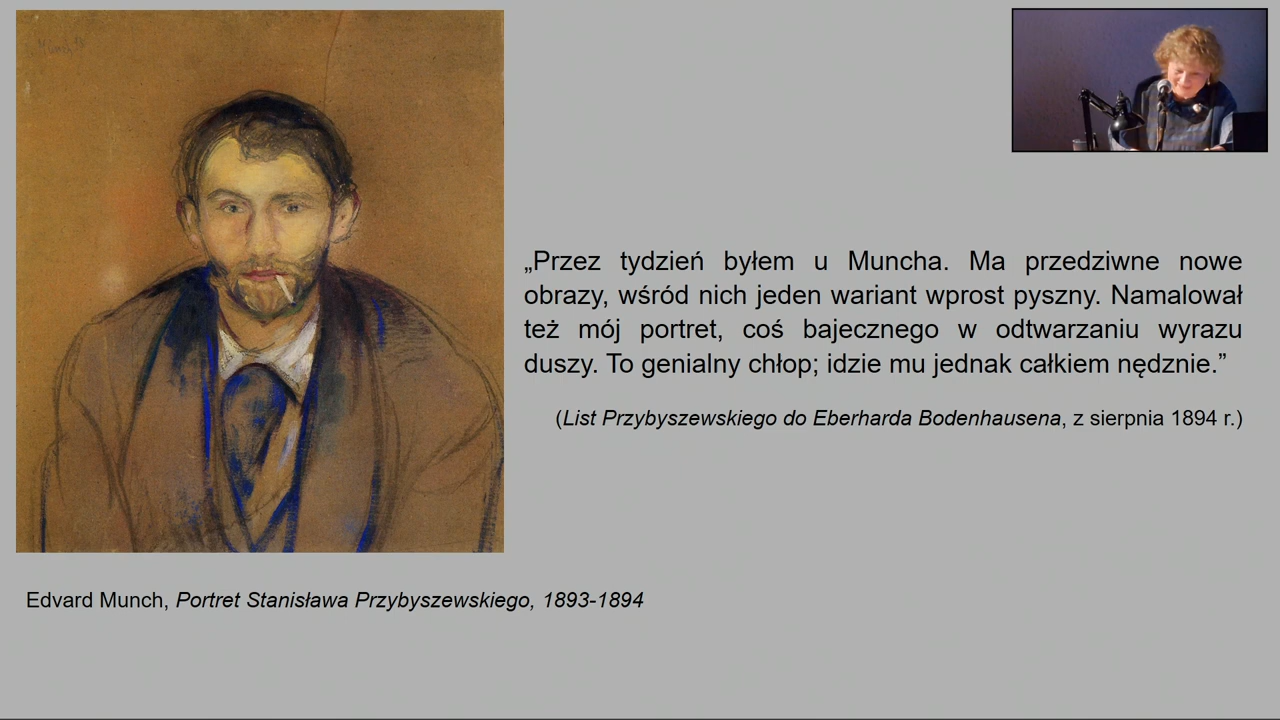 „Przez tydzień byłem u Muncha. Ma przedziwne nowe
obrazy, wśród nich jeden wariant wprost pyszny. Namalował
też mój portret, coś bajecznego w odtwarzaniu wyrazu
duszy. To genialny chłop; idzie mu jednak całkiem nędznie.”
(List Przybyszewskiego do Eberharda Bodenhausena, z sierpnia 1894 r.)
Edvard Munch, Portret Stanisława Przybyszewskiego, 1893-1894